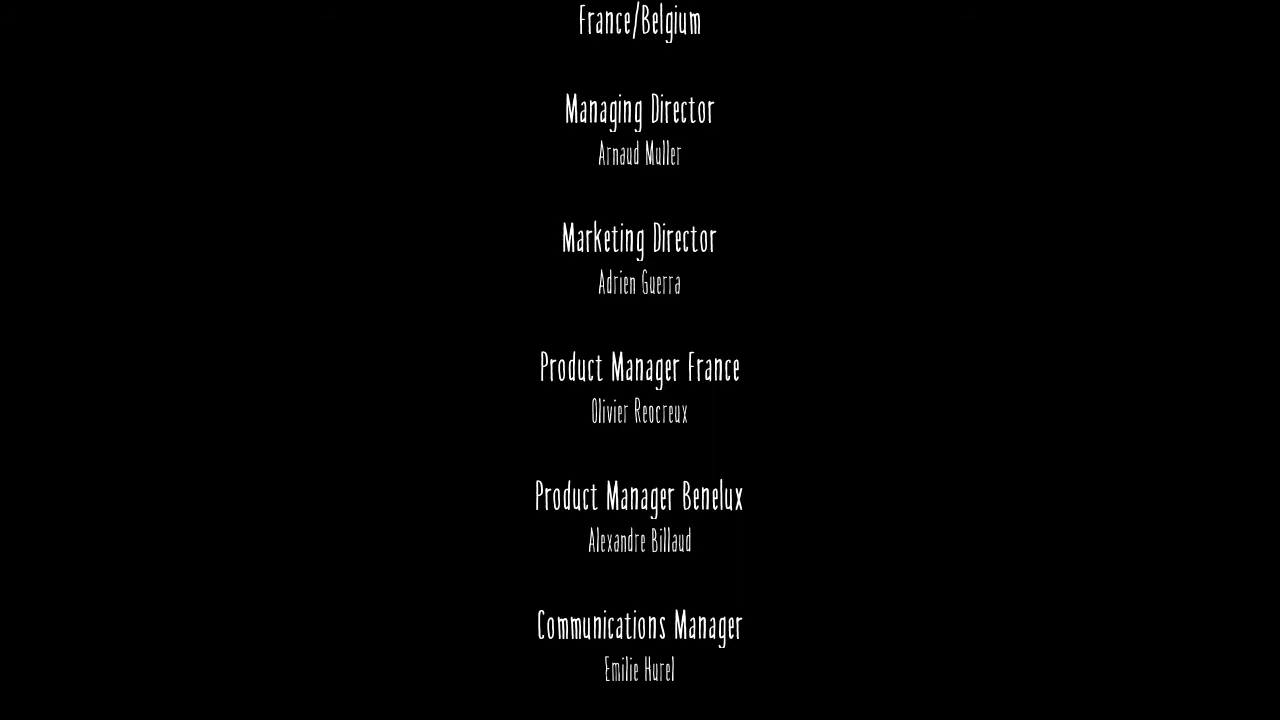 France/Belgium
Managing Director
Arnaud Muller
Marketing Director
Adrien Guerra
Product Manager France
Olivier Reocreux
Product Manager Benelux
Alexandre Billaud
Communications Manager
Emilie Hurel